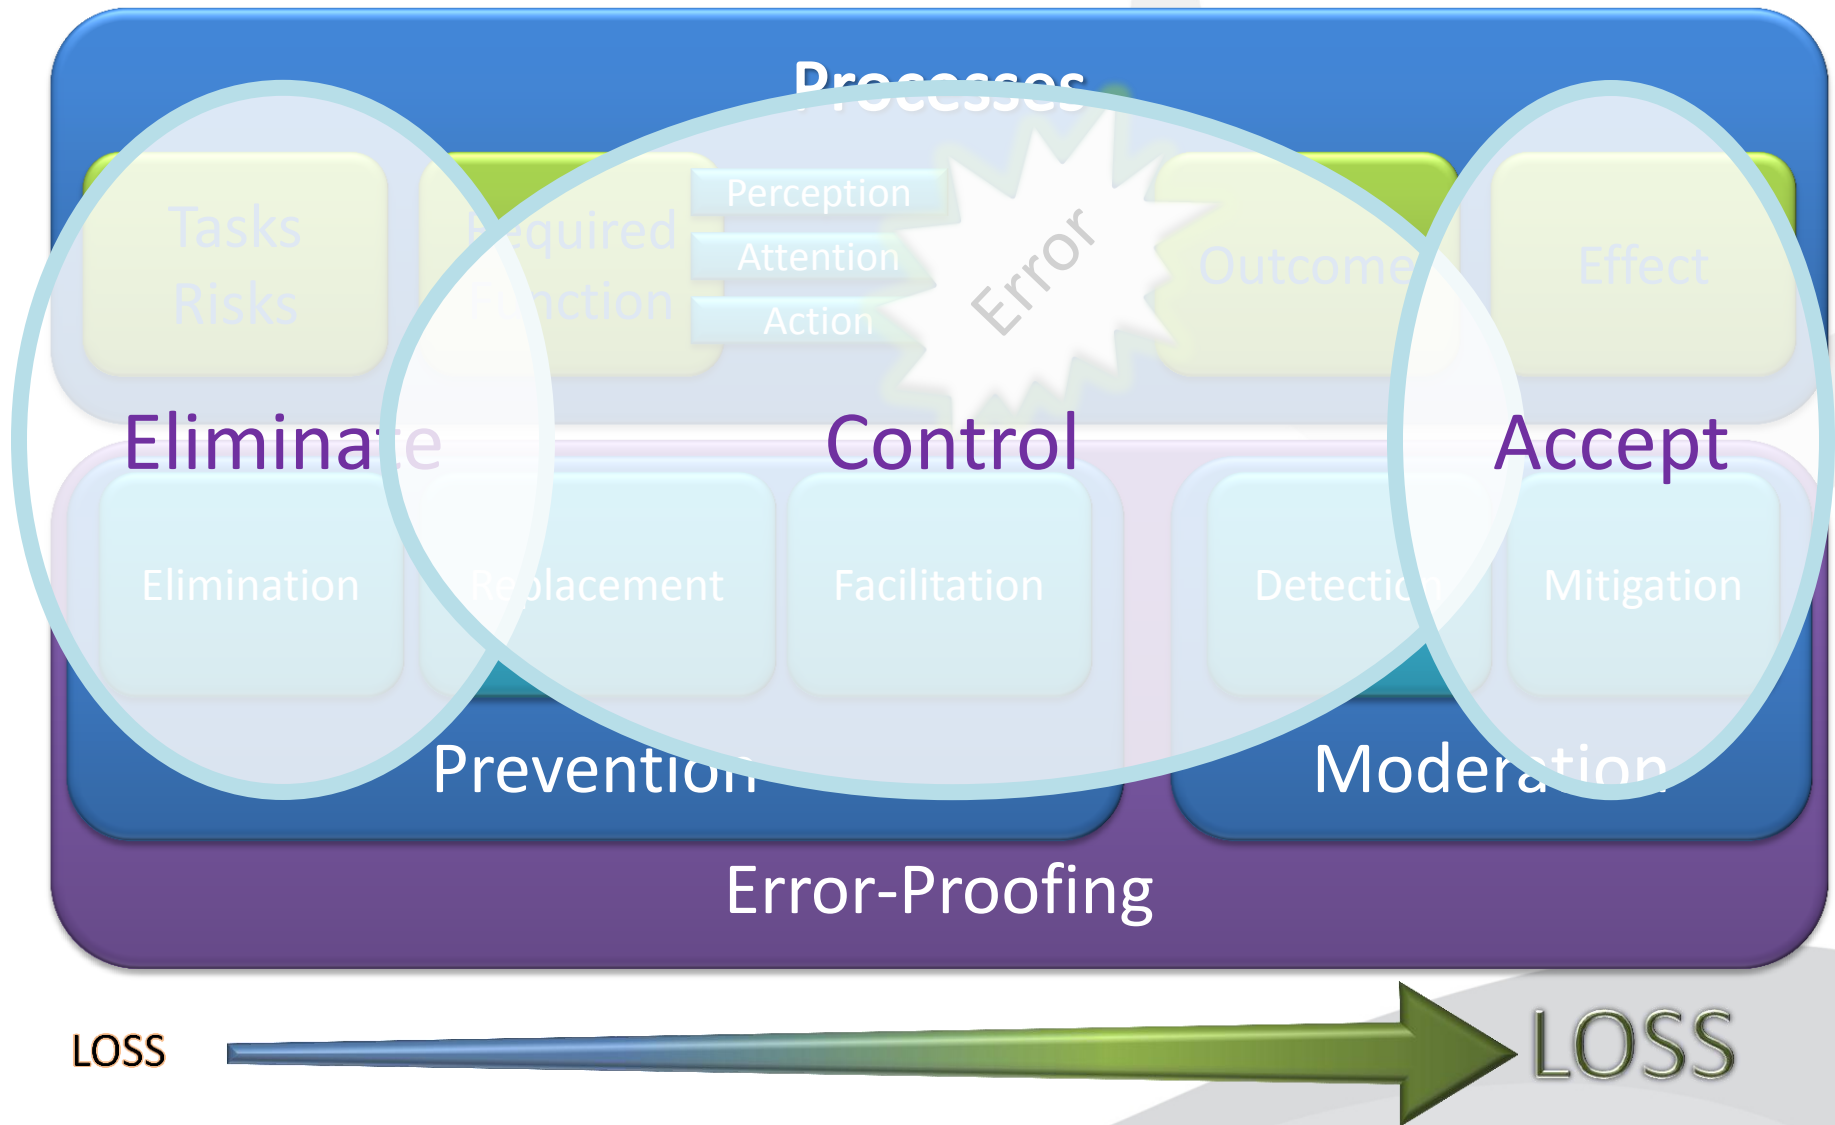 Processes
Tasks
Risks
Required
Function
Perception
Attention
Action
Error
Outcome
Effect
Eliminate
Control
Accept
Elimination
Replacement
Facilitation
Detection
Mitigation
Prevention
Moderation
Error-Proofing
LOSS
LOSS